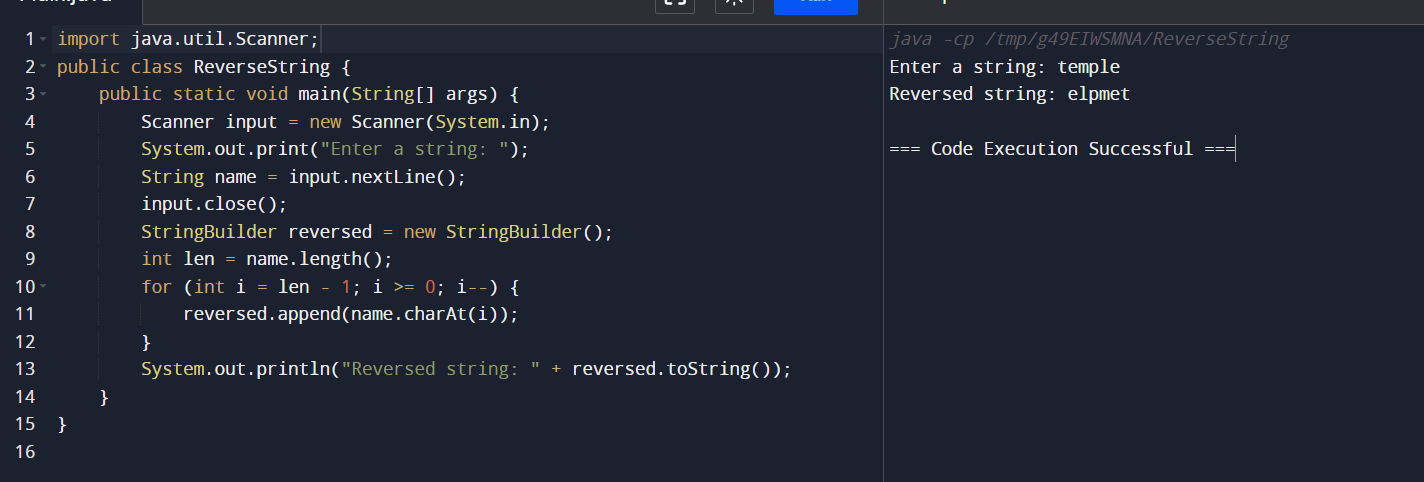 1 import java.util.Scanner;
2 public class ReverseString {
3     public static void main(String[] args) {
4         Scanner input = new Scanner(System.in);
5         System.out.print("Enter a string: ");
6         String name = input.nextLine();
7         input.close();
8         StringBuilder reversed = new StringBuilder();
9         int len = name.length();
10         for (int i = len - 1; i >= 0; i--) {
11             reversed.append(name.charAt(i));
12         }
13         System.out.println("Reversed string: " + reversed.toString());
14     }
15 }
16
java -cp /tmp/g49EIWSMNA/ReverseString
Enter a string: temple
Reversed string: elpmet
=== Code Execution Successful ===